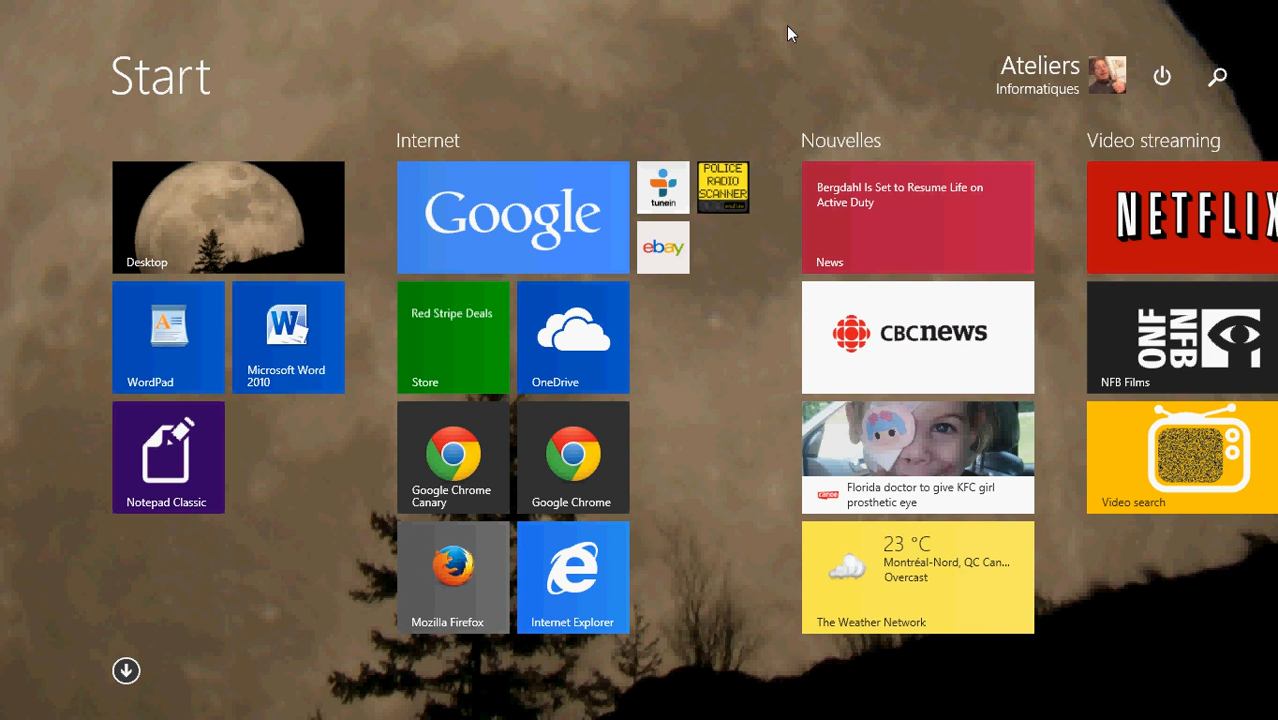 Start
Ateliers
Informatiques
Internet
Nouvelles
Video streaming
Desktop
WordPad
Microsoft Word
2010
Notepad Classic
Google
tunein
POLICE
RADIO
SCANNER
ebay
Red Stripe Deals
Store
OneDrive
Google Chrome
Canary
Google Chrome
Mozilla Firefox
Internet Explorer
Bergdahl Is Set to Resume Life on
Active Duty
News
CBCNEWS
canoe
Florida doctor to give KFC girl
prosthetic eye
23 °C
Montréal-Nord, QC Can...
Overcast
The Weather Network
NETFLIX
ONF
NFB
NFB Films
Video search